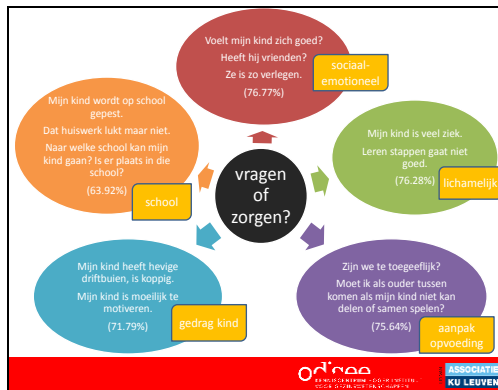 Voelt mijn kind zich goed?
Heeft hij vrienden?
Ze is zo verlegen.
(76.77%)
sociaal-
emotioneel
Mijn kind wordt op school
gepest.
Dat huiswerk lukt maar niet.
Naar welke school kan mijn
kind gaan? Is er plaats in die
school?
(63.92%)
school
Mijn kind is veel ziek.
Leren stappen gaat niet
goed.
(76.28%)
lichamelijk
vragen
of
zorgen?
Mijn kind heeft hevige
driftbuien, is koppig.
Mijn kind is moeilijk te
motiveren.
(71.79%)
gedrag kind
Zijn we te toegeeflijk?
Moet ik als ouder tussen
komen als mijn kind niet kan
delen of samen spelen?
(75.64%)
aanpak
opvoeding
odisee
ASSOCIATIE
KU LEUVEN